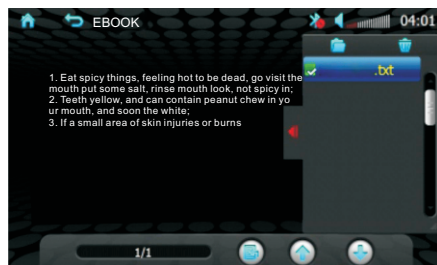 EBOOK
04:01
1. Eat spicy things, feeling hot to be dead, go visit the
mouth put some salt, rinse mouth look, not spicy in;
2. Teeth yellow, and can contain peanut chew in yo
ur mouth, and soon the white;
3. If a small area of skin injuries or burns
.txt
1/1